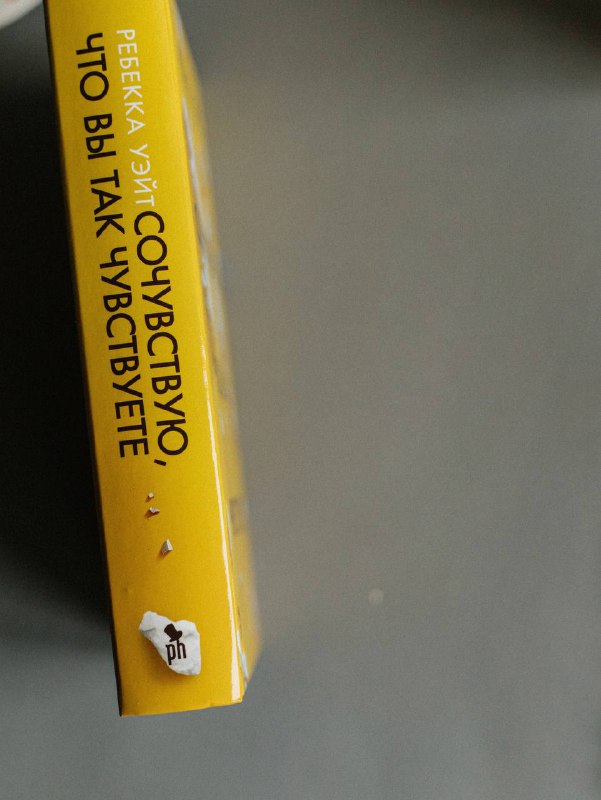 РЕБЕККА УЭЙТ
СОЧУВСТВУЮ,
ЧТО ВЫ ТАК ЧУВСТВУЕТЕ
ph